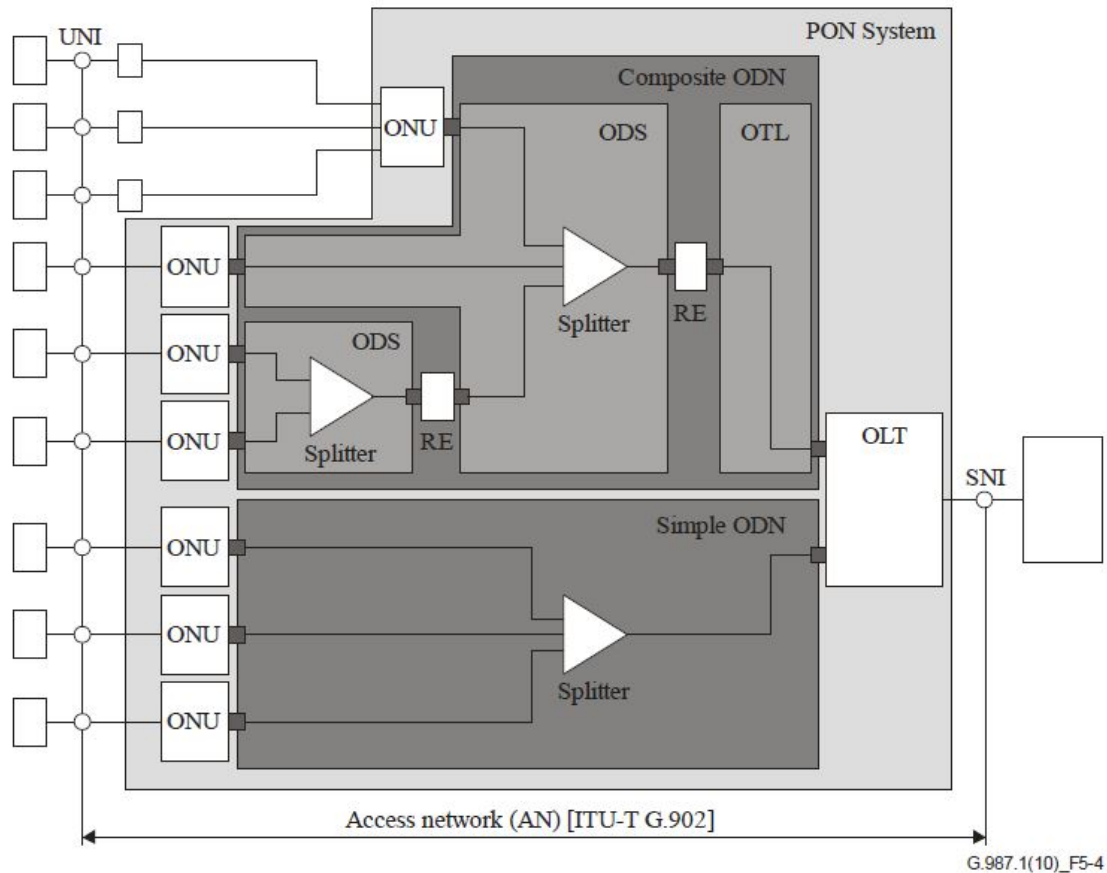 PON System
UNI
Composite ODN
ONU
ODS
OTL
ONU
Splitter
RE
ONU
ODS
ONU
Splitter
RE
OLT
SNI
ONU
Simple ODN
ONU
Splitter
ONU
Access network (AN) [ITU-T G.902]
G.987.1(10)_F5-4